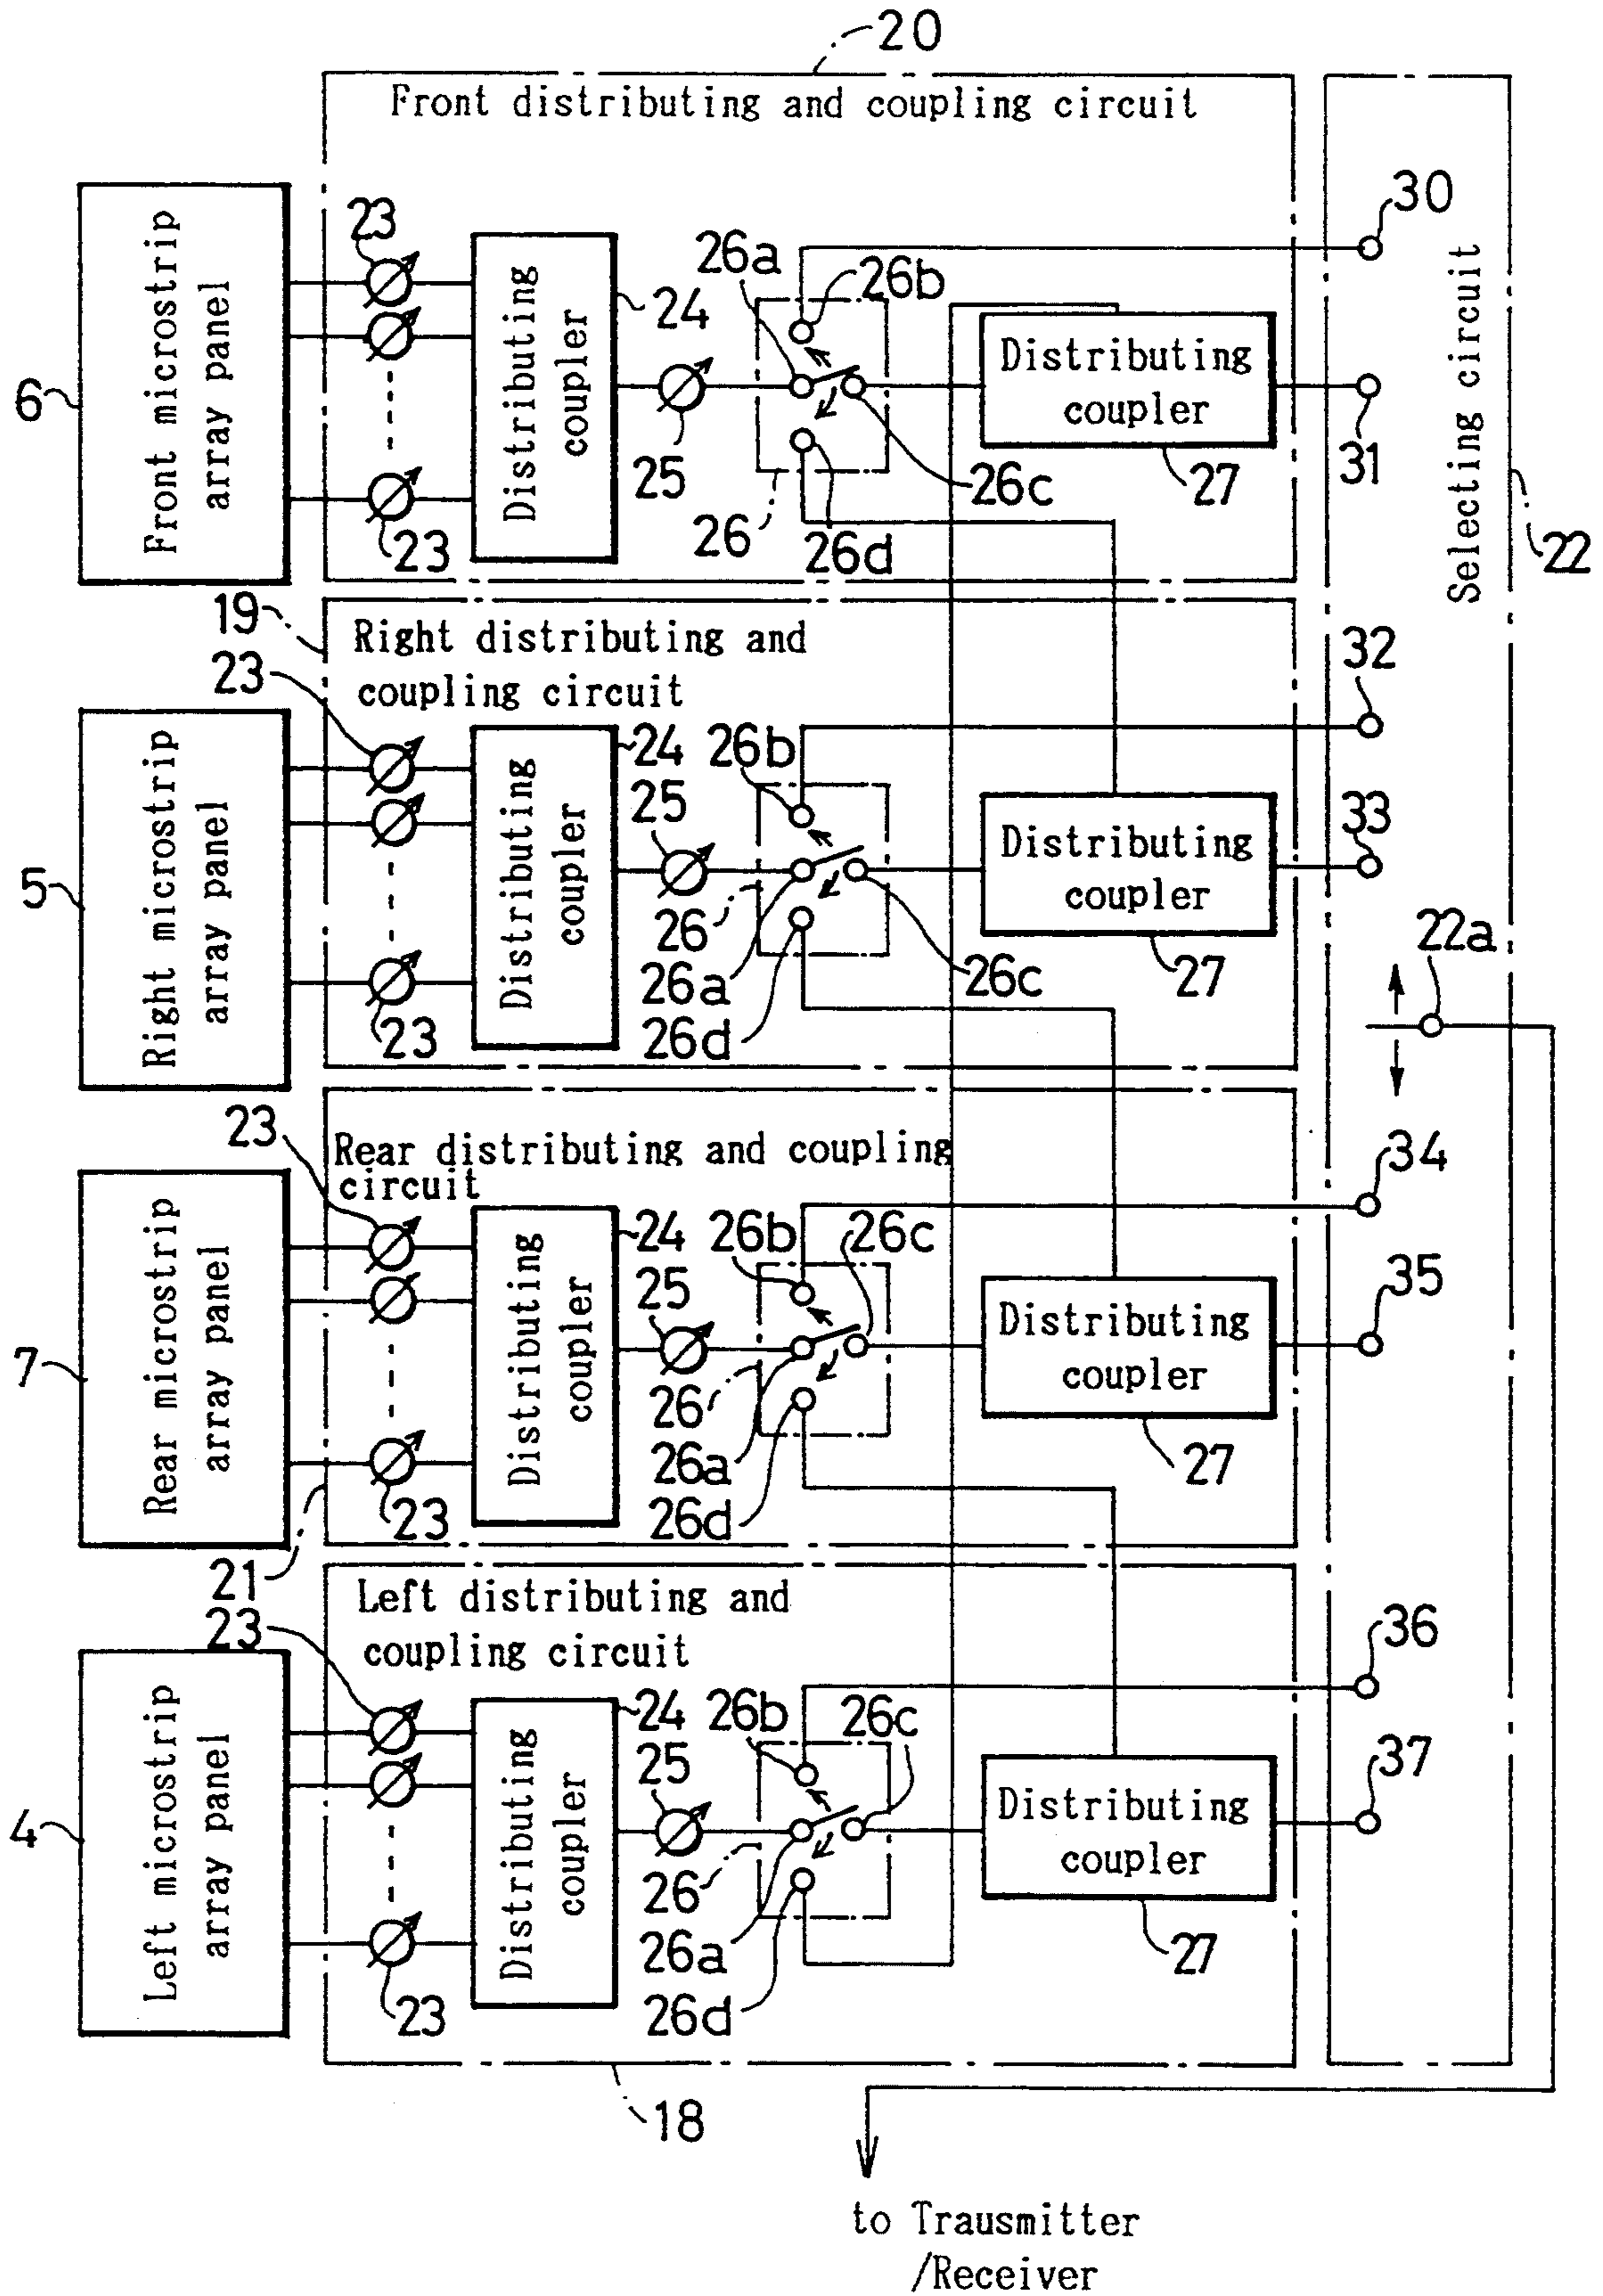 20
Front distributing and coupling circuit
6
Front microstrip
array panel
23
23
Distributing
coupler
24
25
26a
26b
26
26d
26c
Distributing
coupler
27
30
31
Selecting circuit
22
19
Right distributing and
coupling circuit
23
5
Right microstrip
array panel
23
Distributing
coupler
24
25
26b
26
26a
26d
26c
Distributing
coupler
27
32
33
22a
Rear distributing and coupling
circuit
23
7
Rear microstrip
array panel
23
21
Distributing
coupler
24
25
26b
26c
26
26a
26d
Distributing
coupler
27
34
35
Left distributing and
coupling circuit
23
4
Left microstrip
array panel
23
Distributing
coupler
24
25
26b
26c
26
26a
26d
Distributing
coupler
27
36
37
18
to Trausmitter
/Receiver